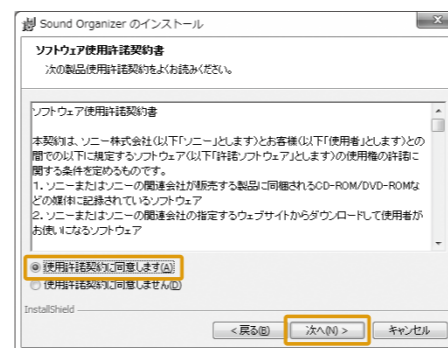 Sound Organizer のインストール
ソフトウェア使用許諾契約書
次の製品使用許諾契約をよくお読みください。
ソフトウェア使用許諾契約書
本契約は、ソニー株式会社(以下「ソニー」とします)とお客様(以下「使用者」とします)との
間での以下に規定するソフトウェア(以下「許諾ソフトウェア」とします)の使用権の許諾に
関する条件を定めるものです。
1. ソニーまたはソニーの関連会社が販売する製品に同梱されるCD-ROM/DVD-ROMな
どの媒体に記録されているソフトウェア
2. ソニーまたはソニーの関連会社の指定するウェブサイトからダウンロードして使用者が
お使いになるソフトウェア
使用許諾契約に同意します(A)
使用許諾契約に同意しません(D)
InstallShield
< 戻る(B)
次へ(N) >
キャンセル